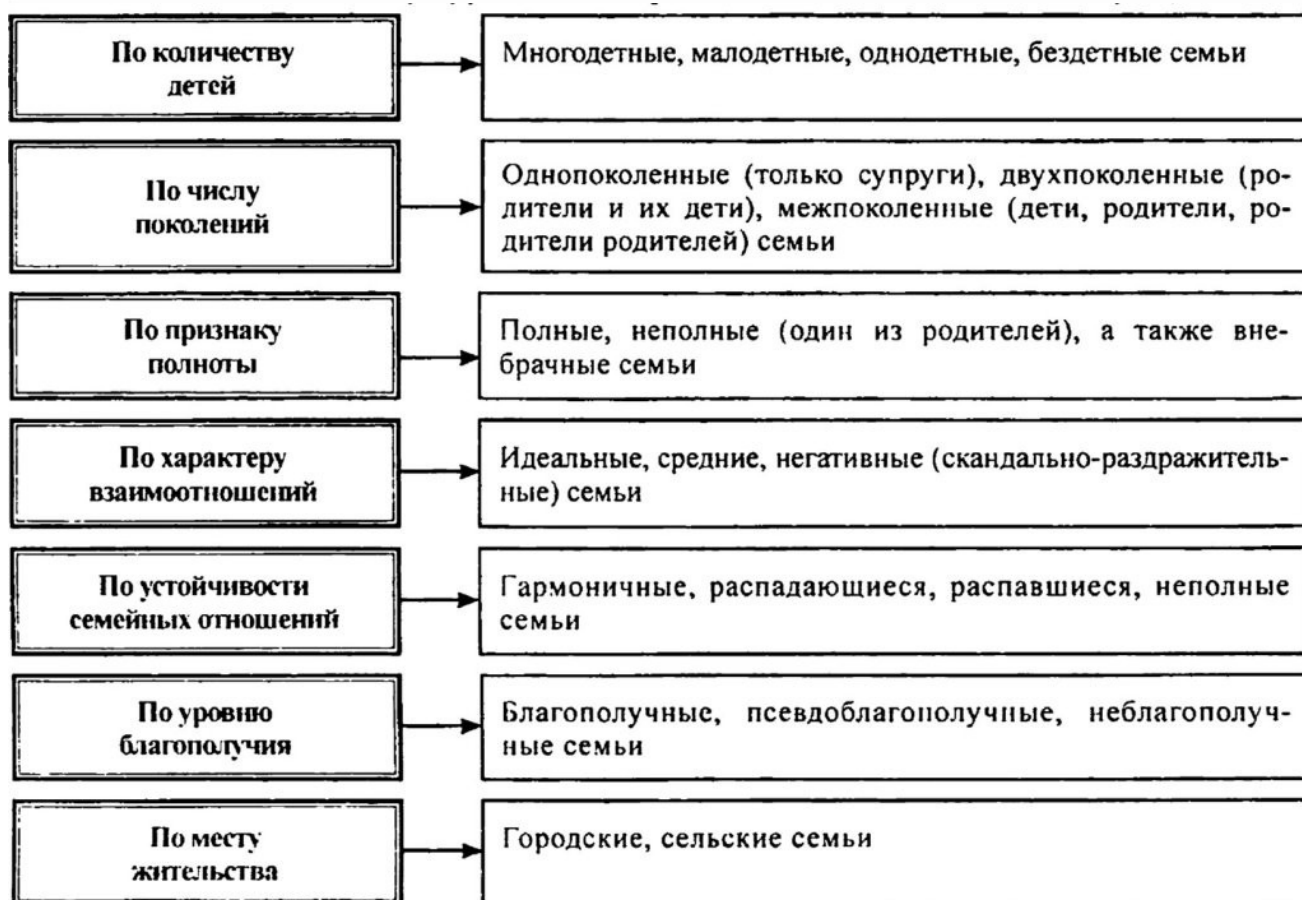 По количеству
детей
Многодетные, малодетные, однодетные, бездетные семьи
По числу
поколений
Однопоколенные (только супруги), двухпоколенные (ро-
дители и их дети), межпоколенные (дети, родители, ро-
дители родителей) семьи
По признаку
полноты
Полные, неполные (один из родителей), а также вне-
брачные семьи
По характеру
взаимоотношений
Идеальные, средние, негативные (скандально-раздражитель-
ные) семьи
По устойчивости
семейных отношений
Гармоничные, распадающиеся, распавшиеся, неполные
семьи
По уровню
благополучия
Благополучные, псевдоблагополучные, неблагополуч-
ные семьи
По месту
жительства
Городские, сельские семьи